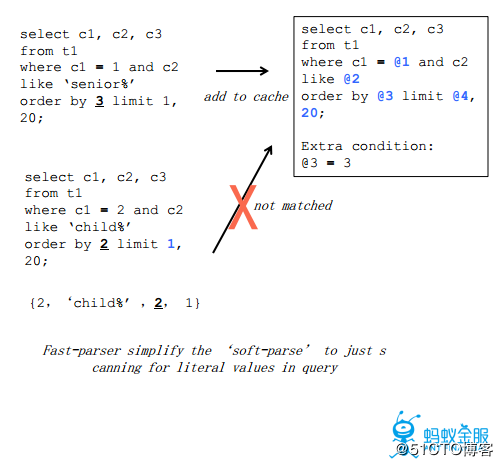 select c1, c2, c3
from t1
where c1 = 1 and c2
like ‘senior%’
order by 3 limit 1,
20;
add to cache
select c1, c2, c3
from t1
where c1 = @1 and c2
like @2
order by @3 limit @4,
20;
Extra condition:
@3 = 3
select c1, c2, c3
from t1
where c1 = 2 and c2
like ‘child%’
order by 2 limit 1,
20;
X
not matched
{2, ‘child%’ , 2, 1}
Fast-parser simplify the ‘soft-parse’ to just s
canning for literal values in query
蚂蚁金服
@51CTO博客